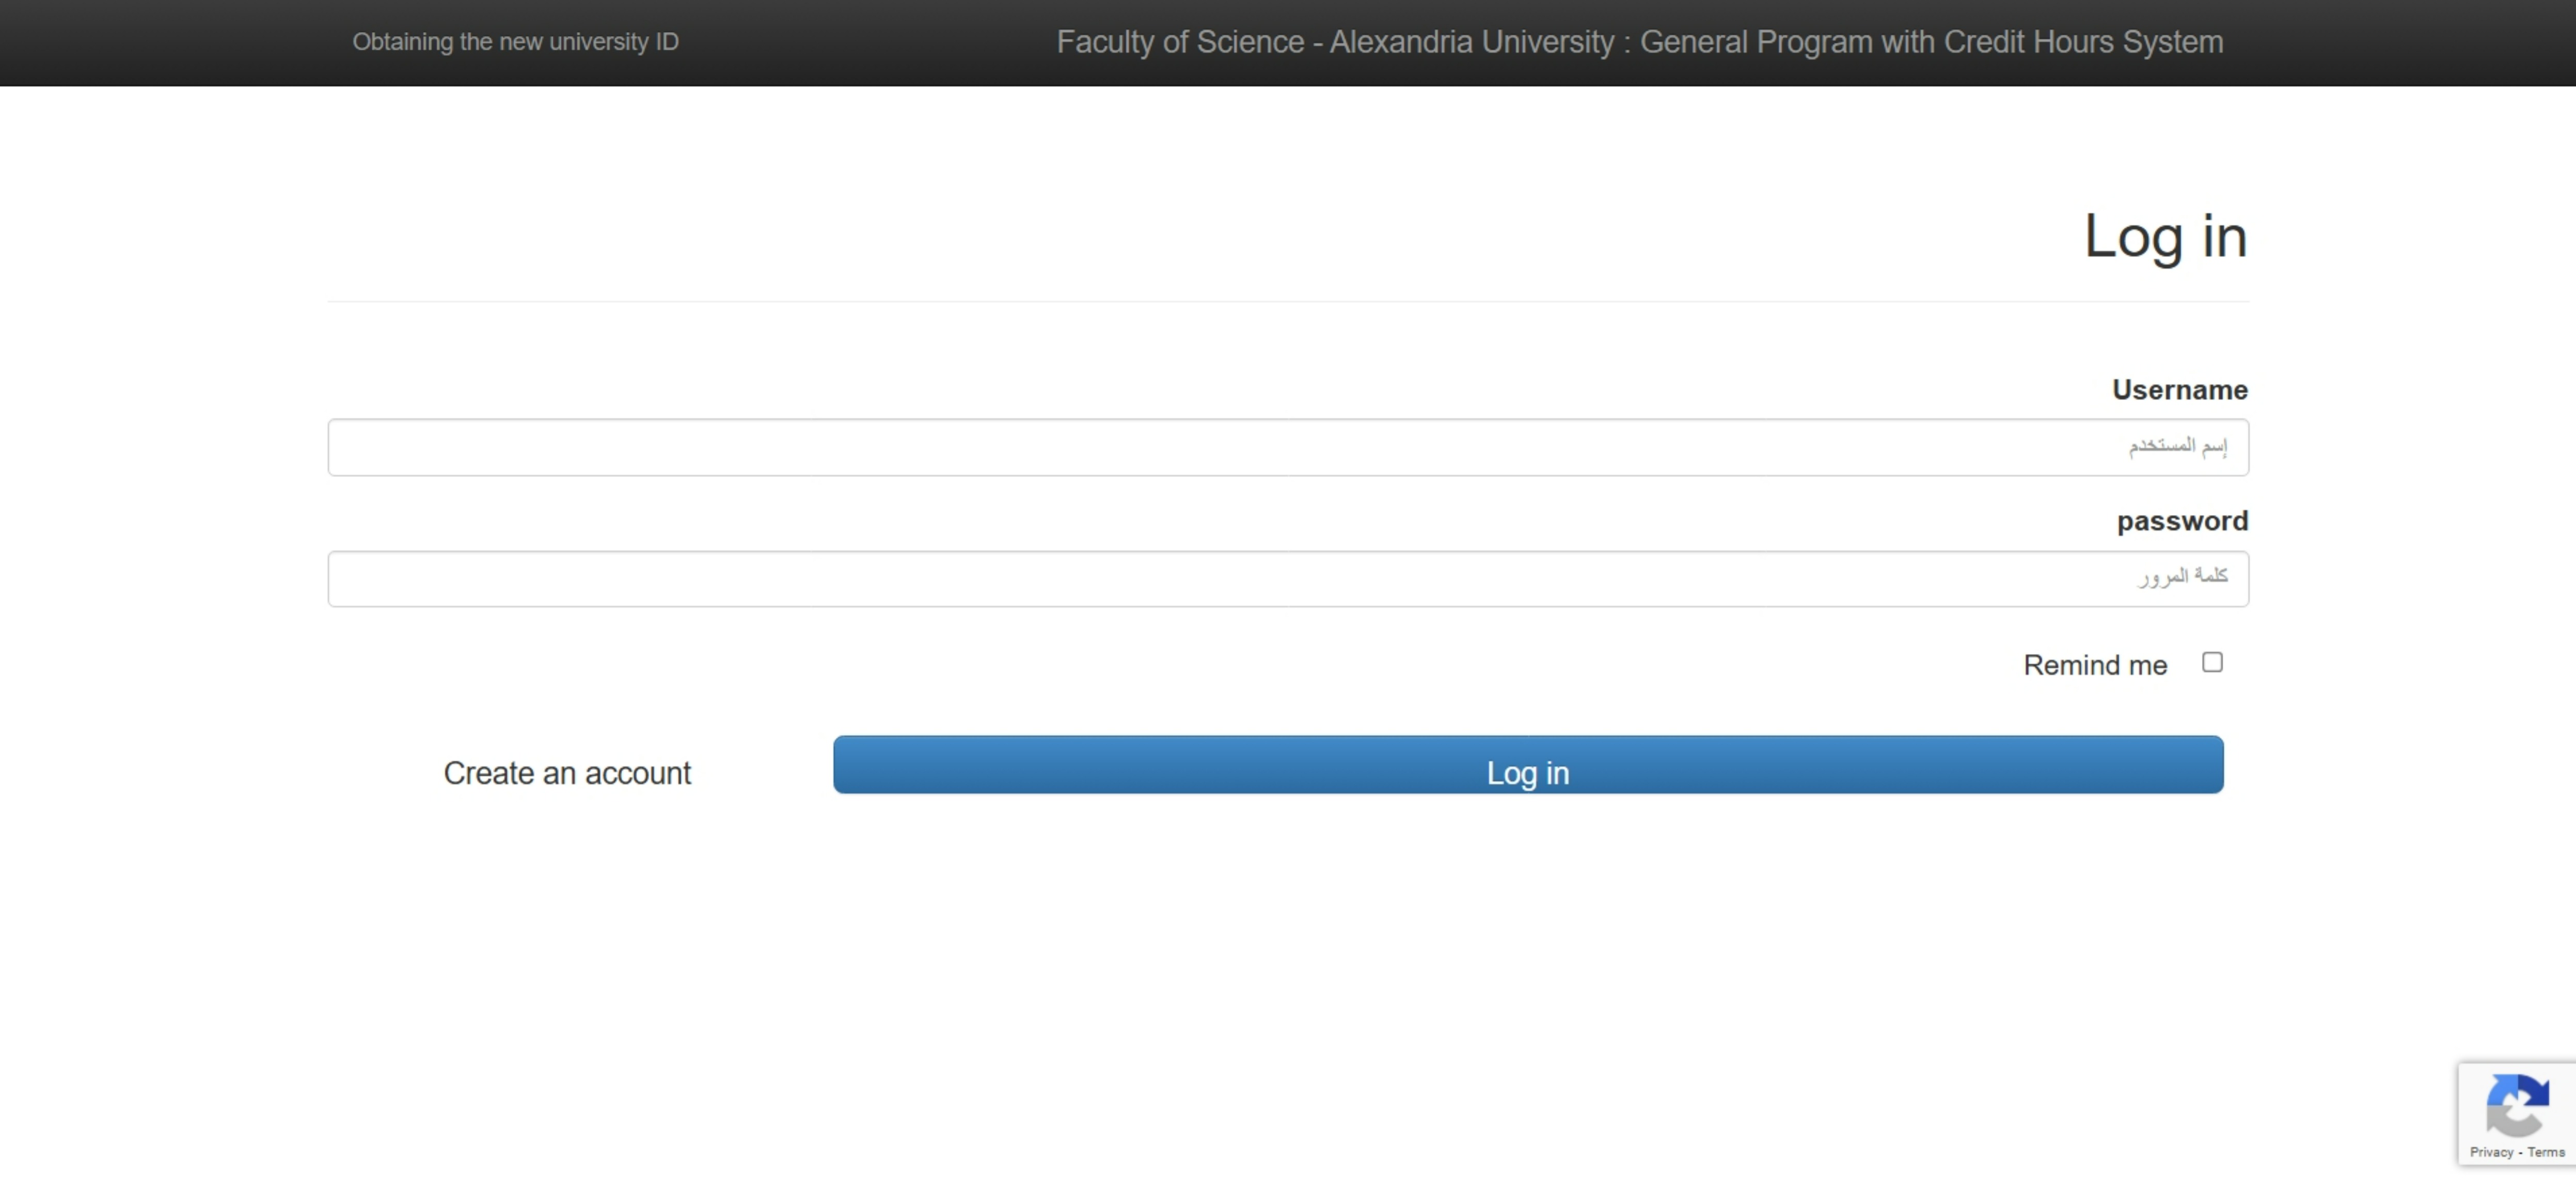 Obtaining the new university ID
Faculty of Science - Alexandria University : General Program with Credit Hours System
Log in
Username
إسم المستخدم
password
كلمة المرور
Remind me
Create an account
Log in
Privacy - Terms